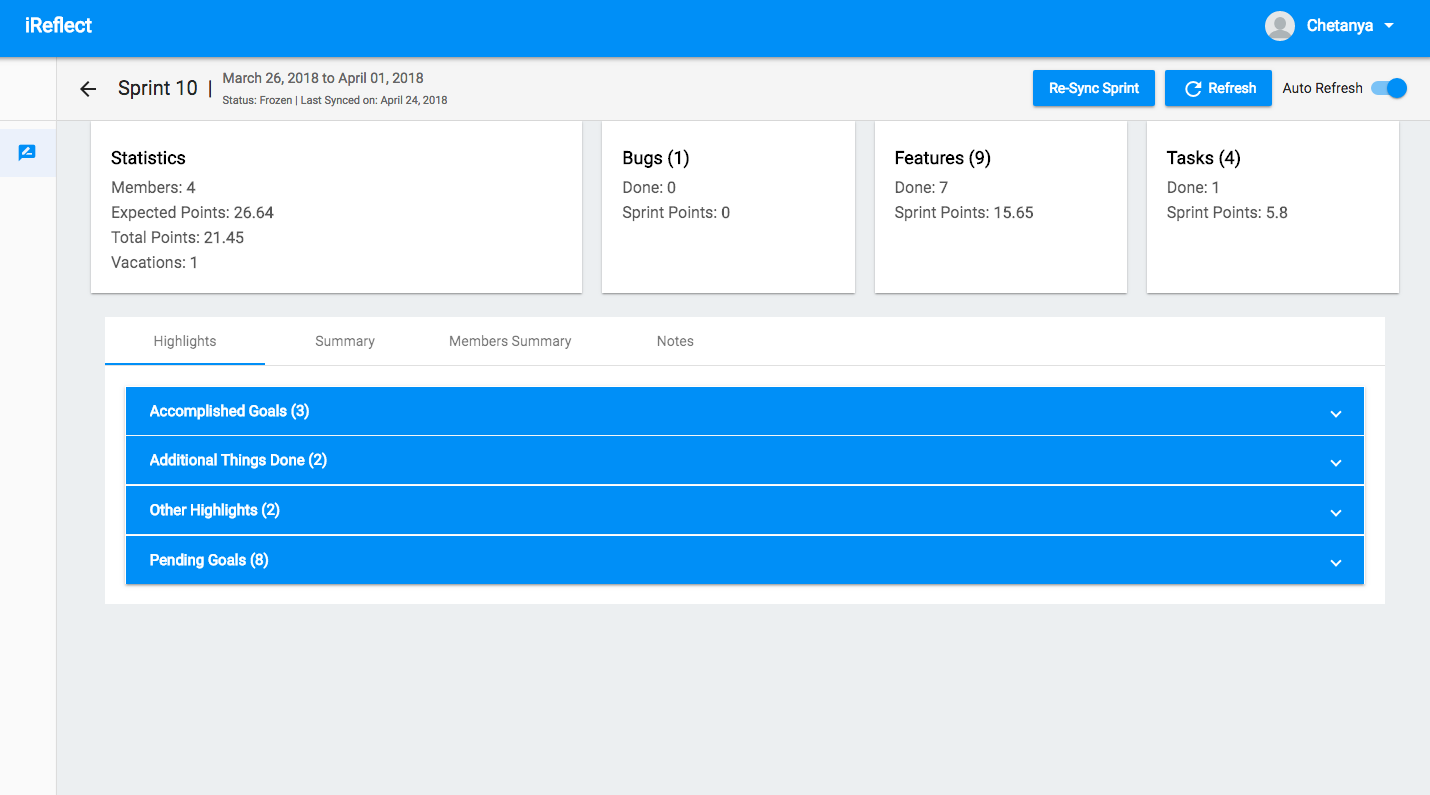 iReflect
Chetanya
Sprint 10 |
March 26, 2018 to April 01, 2018
Status: Frozen | Last Synced on: April 24, 2018
Re-Sync Sprint
Refresh
Auto Refresh
Statistics
Members: 4
Expected Points: 26.64
Total Points: 21.45
Vacations: 1
Bugs (1)
Done: 0
Sprint Points: 0
Features (9)
Done: 7
Sprint Points: 15.65
Tasks (4)
Done: 1
Sprint Points: 5.8
Highlights
Summary
Members Summary
Notes
Accomplished Goals (3)
Additional Things Done (2)
Other Highlights (2)
Pending Goals (8)